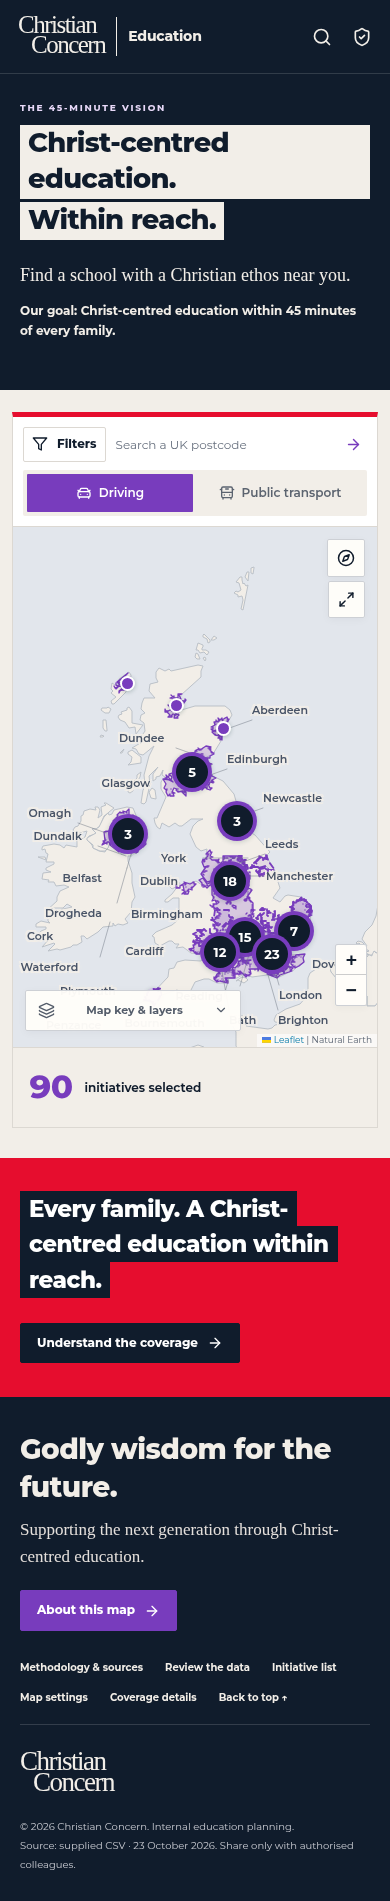 Christian
Concern
Education
THE 45-MINUTE VISION
Christ-centred
education.
Within reach.
Find a school with a Christian ethos near you.
Our goal: Christ-centred education within 45 minutes
of every family.
Filters
Search a UK postcode
Driving
Public transport
Aberdeen
Dundee
Edinburgh
5
Glasgow
Newcastle
Omagh
3
3
Dundalk
Leeds
York
Belfast
Dublin
18
Manchester
Drogheda
Birmingham
7
Cork
15
Cardiff
12
23
Waterford
Dov
+
London
−
Map key & layers
ath
Brighton
Leaflet | Natural Earth
90 initiatives selected
Every family. A Christ-
centred education within
reach.
Understand the coverage
Godly wisdom for the
future.
Supporting the next generation through Christ-
centred education.
About this map
Methodology & sources
Review the data
Initiative list
Map settings
Coverage details
Back to top ↑
Christian
Concern
© 2026 Christian Concern. Internal education planning.
Source: supplied CSV · 23 October 2026. Share only with authorised
colleagues.